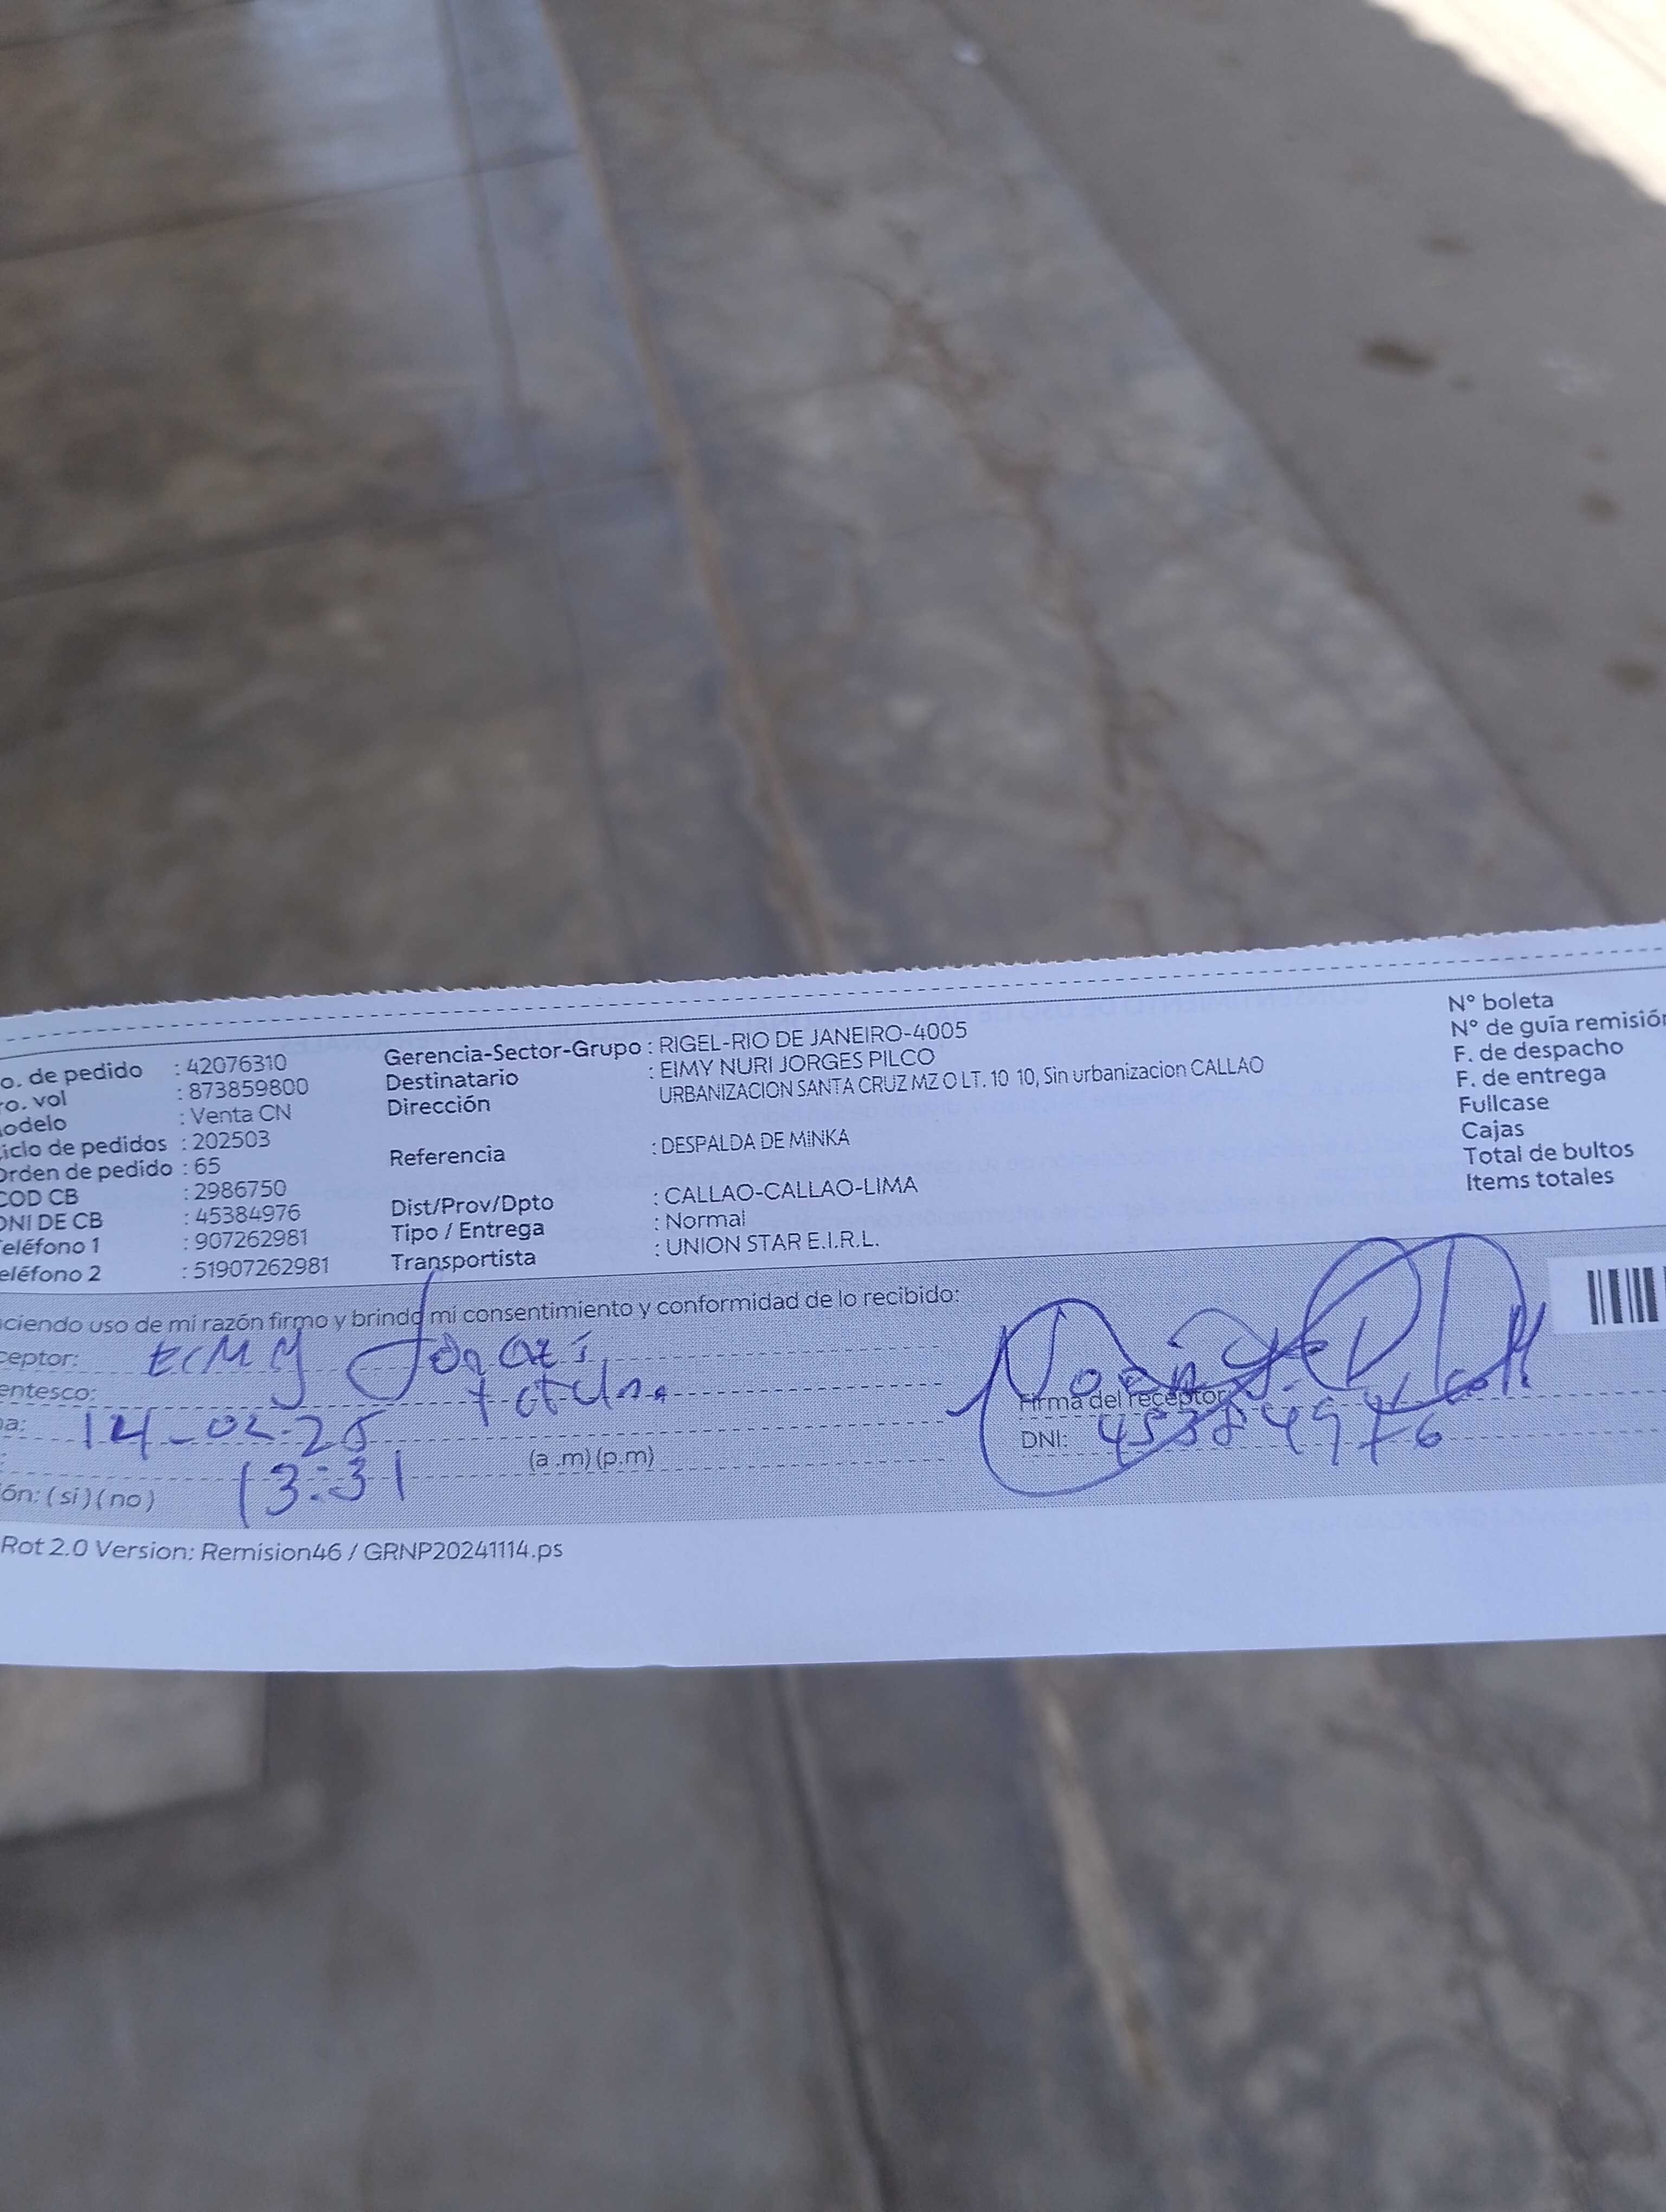 o. de pedido : 42076310
ro. vol : 873859800
odelo : Venta CN
iclo de pedidos : 202503
Orden de pedido : 65
COD CB : 2986750
DNI DE CB : 45384976
eléfono 1 : 907262981
eléfono 2 : 51907262981
Gerencia-Sector-Grupo : RIGEL-RIO DE JANEIRO-4005
Destinatario : EIMY NURI JORGES PILCO
Dirección URBANIZACION SANTA CRUZ MZ O LT. 10 10, Sin urbanizacion CALLAO
Referencia : DESPALDA DE MINKA
Dist/Prov/Dpto : CALLAO-CALLAO-LIMA
Tipo / Entrega : Normal
Transportista : UNION STAR E.I.R.L.
N° boleta
N° de guía remisión
F. de despacho
F. de entrega
Fullcase
Cajas
Total de bultos
Items totales
ciendo uso de mi razón firmo y brindo mi consentimiento y conformidad de lo recibido:
ceptor: EIMY
entesco:
a: 14-02-25
: 13:31 (a .m) (p.m)
ón: (si) (no)
Firma del receptor
DNI: 45384976
Rot 2.0 Version: Remision46 / GRNP20241114.ps